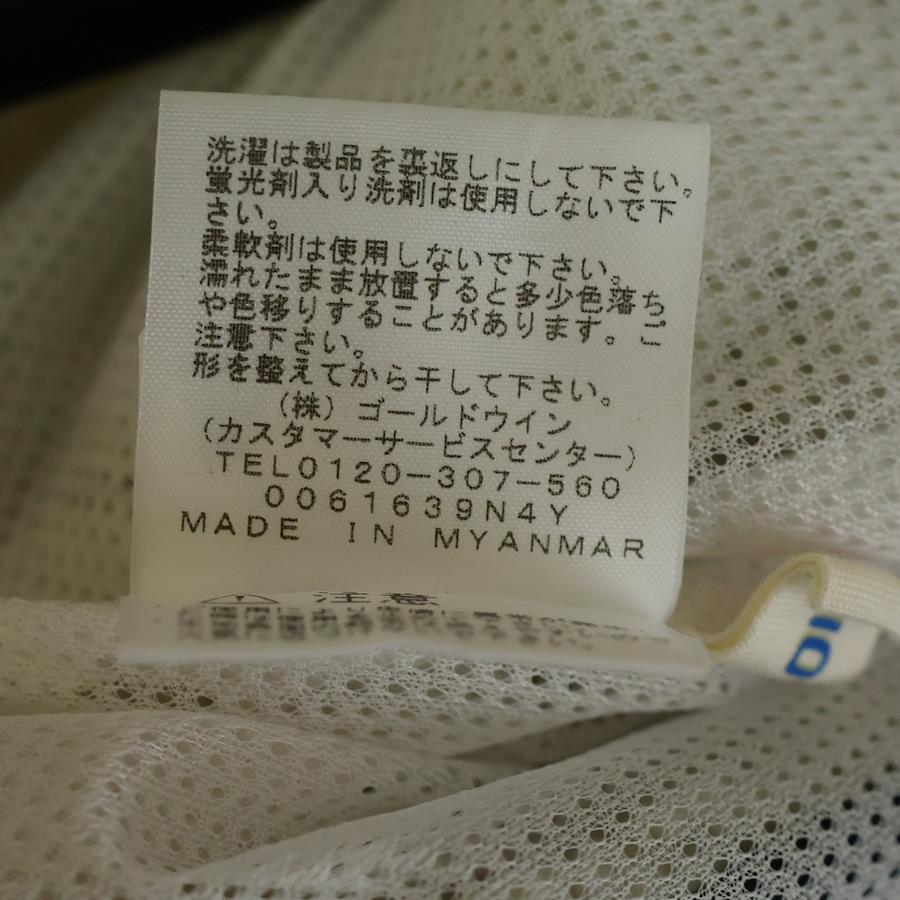 洗濯は製品を裏返しにして下さい。
蛍光剤入り洗剤は使用しないで下
さい。
柔軟剤は使用しないで下さい。
濡れたまま放置すると多少色落ち
や色移りすることがあります。ご
注意下さい。
形を整えてから干して下さい。
(株)ゴールドウイン
(カスタマーサービスセンター)
TEL0120-307-560
0061639N4Y
MADE IN MYANMAR
注意